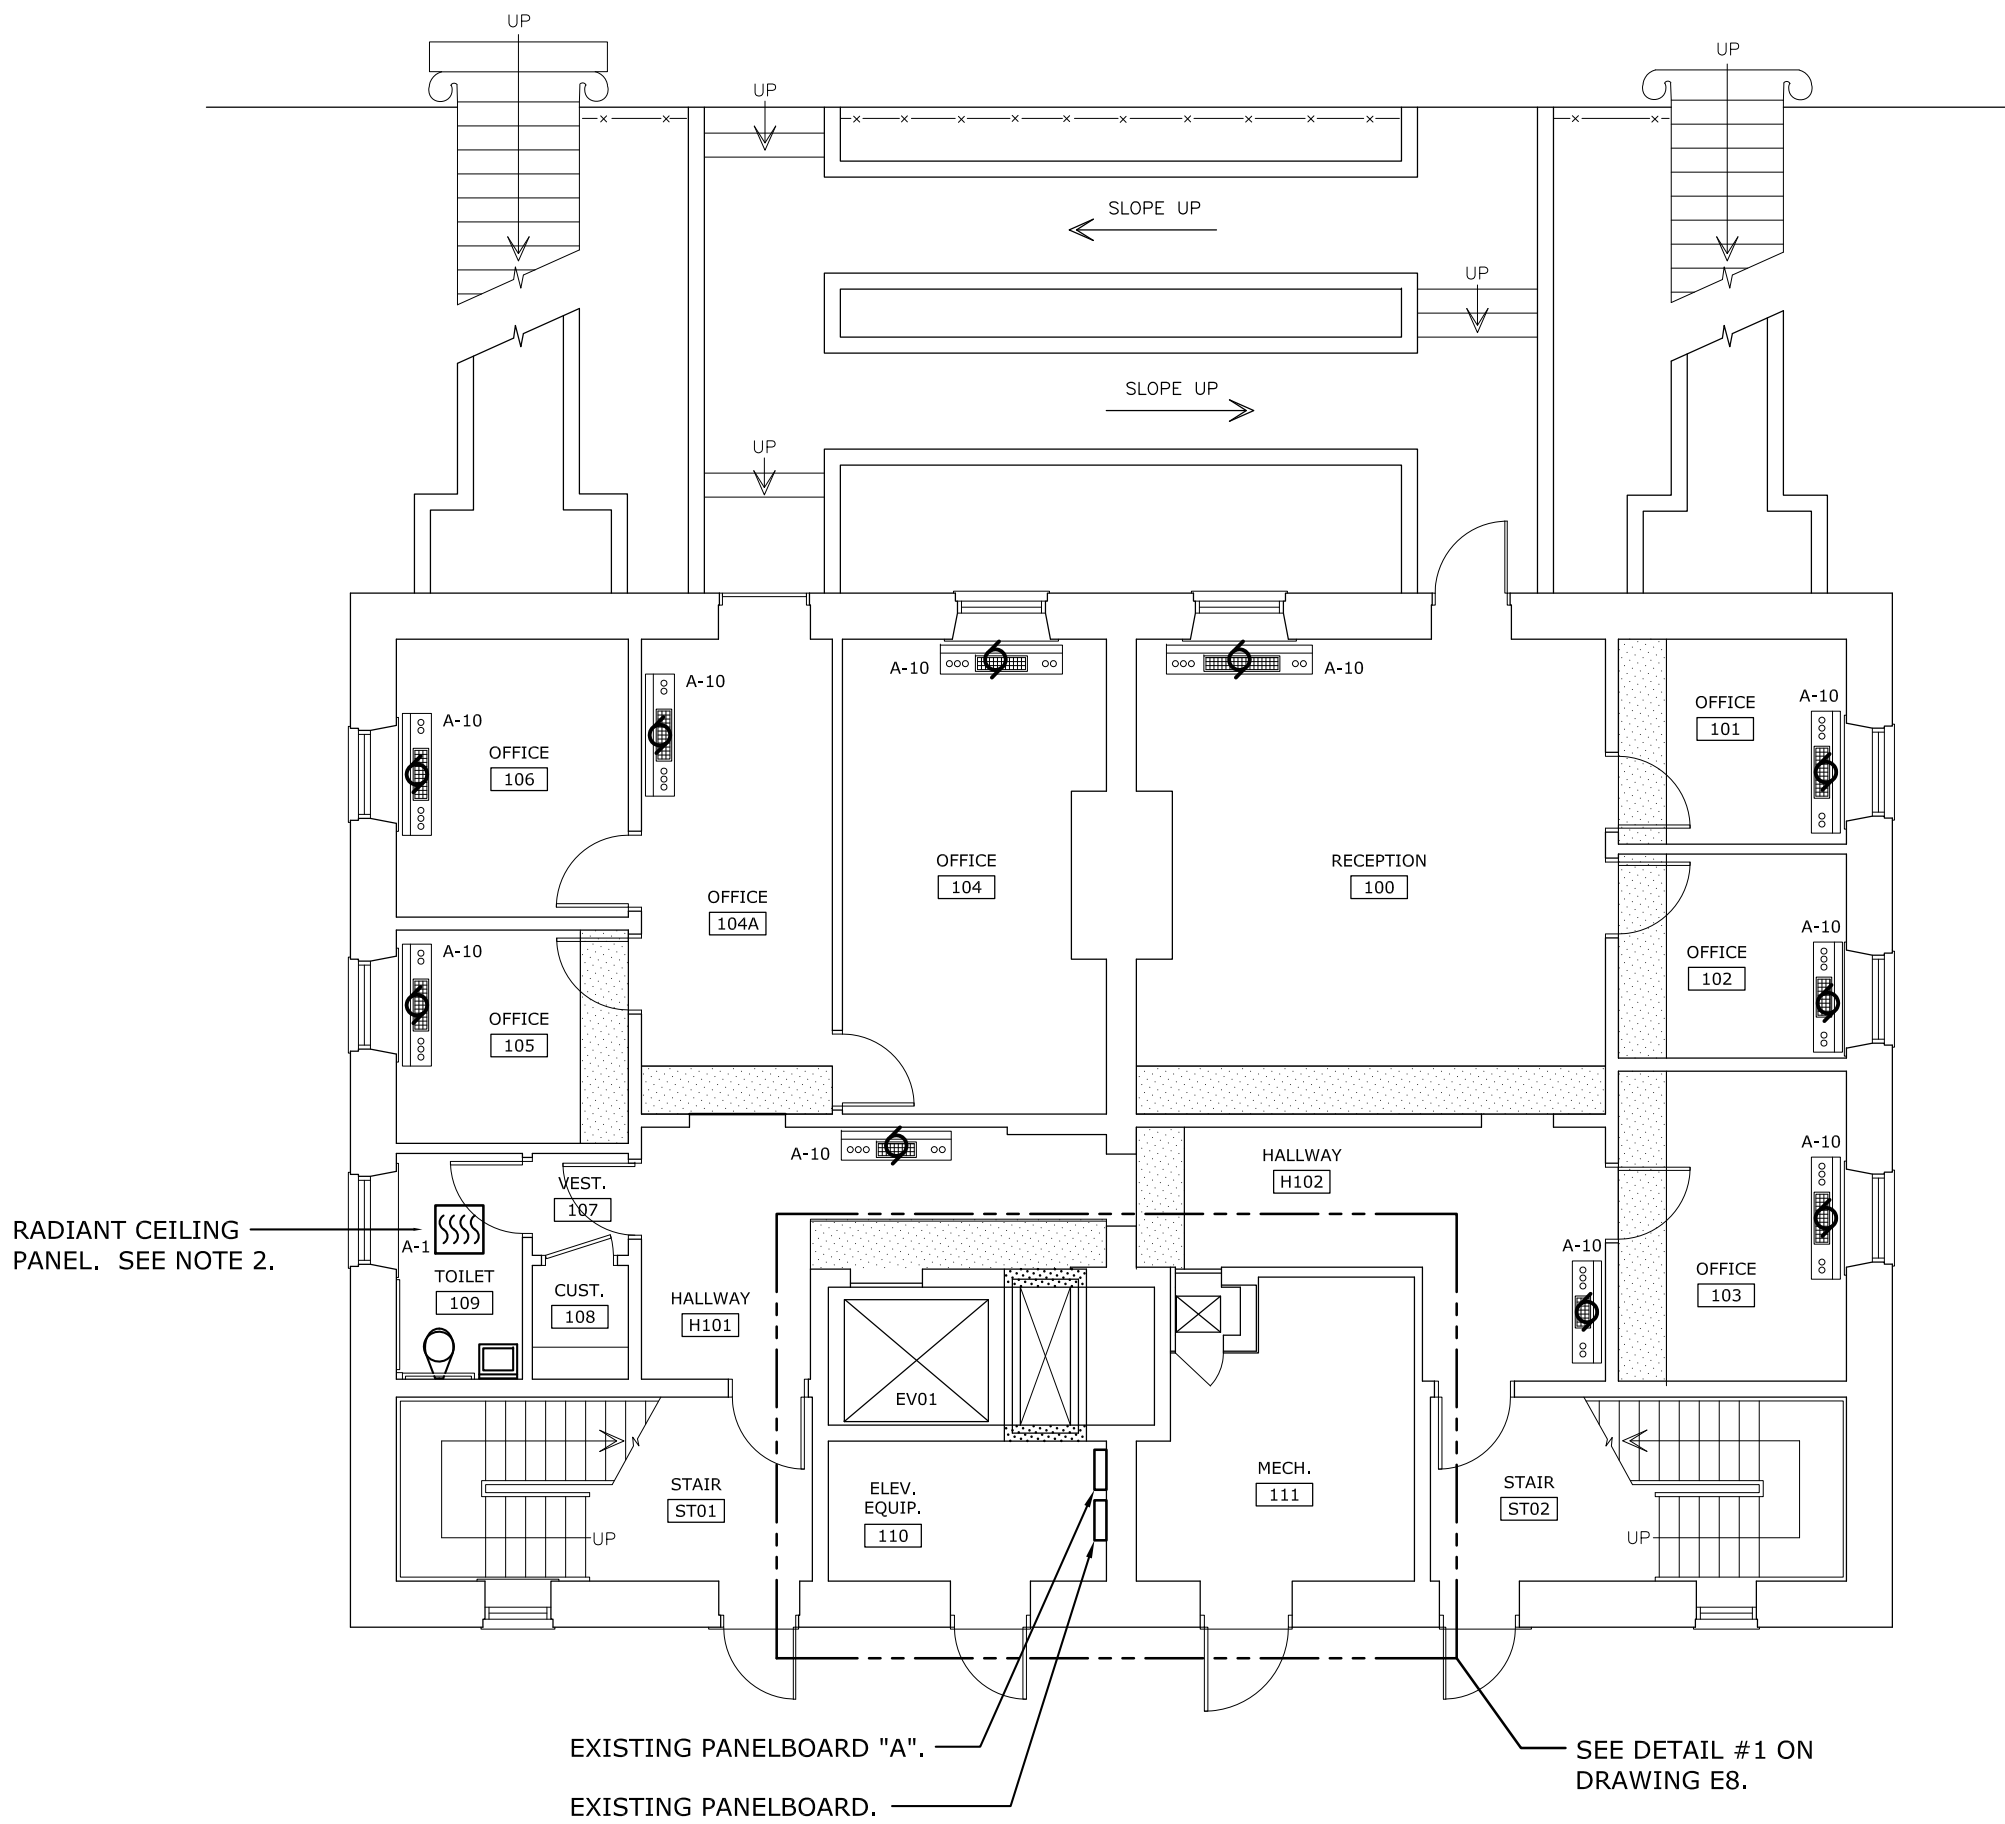 UP
UP
UP
SLOPE UP
UP
SLOPE UP
UP
A-10
A-10
A-10
A-10
A-10
OFFICE
101
A-10
OFFICE
106
OFFICE
104
RECEPTION
100
OFFICE
104A
A-10
A-10
OFFICE
102
OFFICE
105
A-10
A-10
HALLWAY
H102
VEST.
107
RADIANT CEILING
PANEL.  SEE NOTE 2.
A-1
A-10
TOILET
109
CUST.
108
HALLWAY
H101
OFFICE
103
EV01
STAIR
ST01
ELEV.
EQUIP.
110
MECH.
111
STAIR
ST02
UP
UP
EXISTING PANELBOARD "A".
SEE DETAIL #1 ON
DRAWING E8.
EXISTING PANELBOARD.